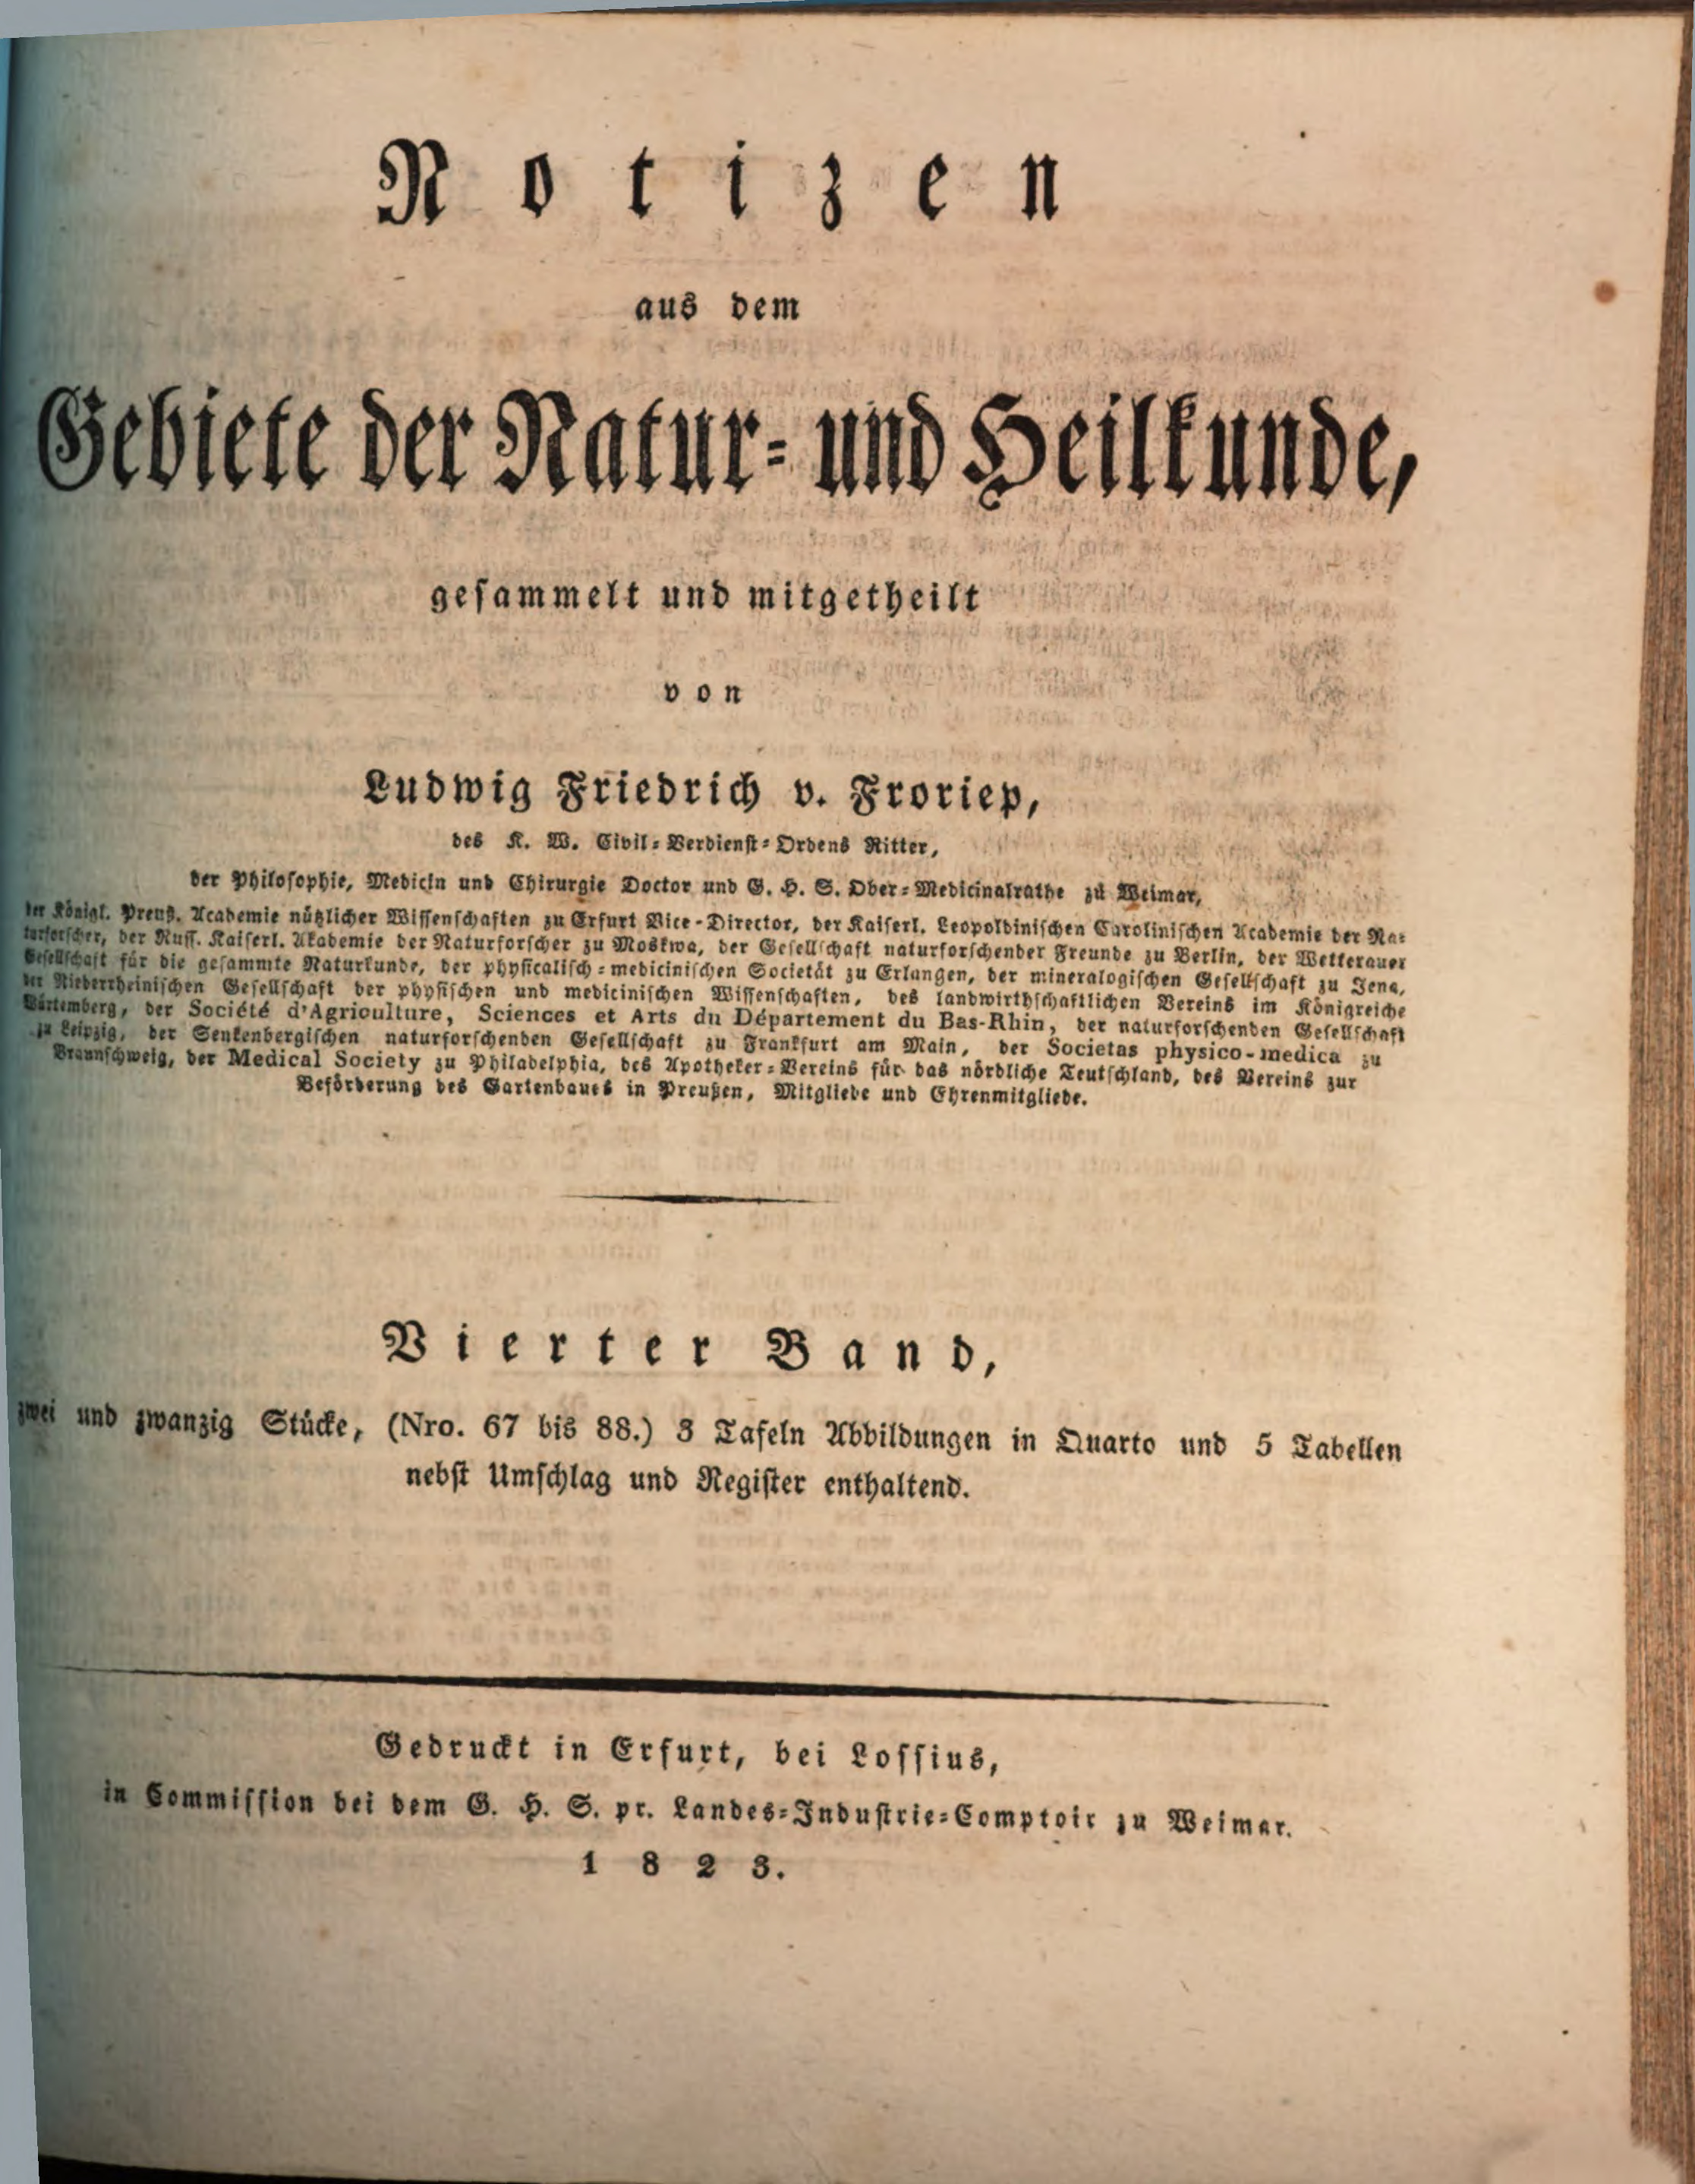 Notizen
aus dem
Gebiete der Natur- und Heilkunde,
gesammelt und mitgetheilt
von
Ludwig Friedrich v. Froriep,
des K. W. Civil-Verdienst-Ordens Ritter,
der Philosophie, Medicin und Chirurgie Doctor und G. H. S. Ober-Medicinalrathe zu Weimar,
der Königl. Preuß. Academie nützlicher Wissenschaften zu Erfurt Vice-Director, der Kaiserl. Leopoldinischen Carolinischen Academie der Na-
turforscher, der Russ. Kaiserl. Akademie der Naturforscher zu Moskwa, der Gesellschaft naturforschender Freunde zu Berlin, der Wetterauer
Gesellschaft für die gesammte Naturkunde, der physicalisch-medicinischen Societät zu Erlangen, der mineralogischen Gesellschaft zu Jena,
der Niederrheinischen Gesellschaft der physischen und medicinischen Wissenschaften, des landwirthschaftlichen Vereins im Königreiche
Würtemberg, der Société d'Agriculture, Sciences et Arts du Département du Bas-Rhin, der naturforschenden Gesellschaft
zu Leipzig, der Senkenbergischen naturforschenden Gesellschaft zu Frankfurt am Main, der Societas physico-medica zu
Braunschweig, der Medical Society zu Philadelphia, des Apotheker-Vereins für das nördliche Teutschland, des Vereins zur
Beförderung des Gartenbaues in Preußen, Mitgliede und Ehrenmitgliede.
Vierter Band,
zwei und zwanzig Stücke, (Nro. 67 bis 88.) 3 Tafeln Abbildungen in Quarto und 5 Tabellen
nebst Umschlag und Register enthaltend.
Gedruckt in Erfurt, bei Lossius,
in Commission bei dem G. H. S. pr. Landes-Industrie-Comptoir zu Weimar.
1823.